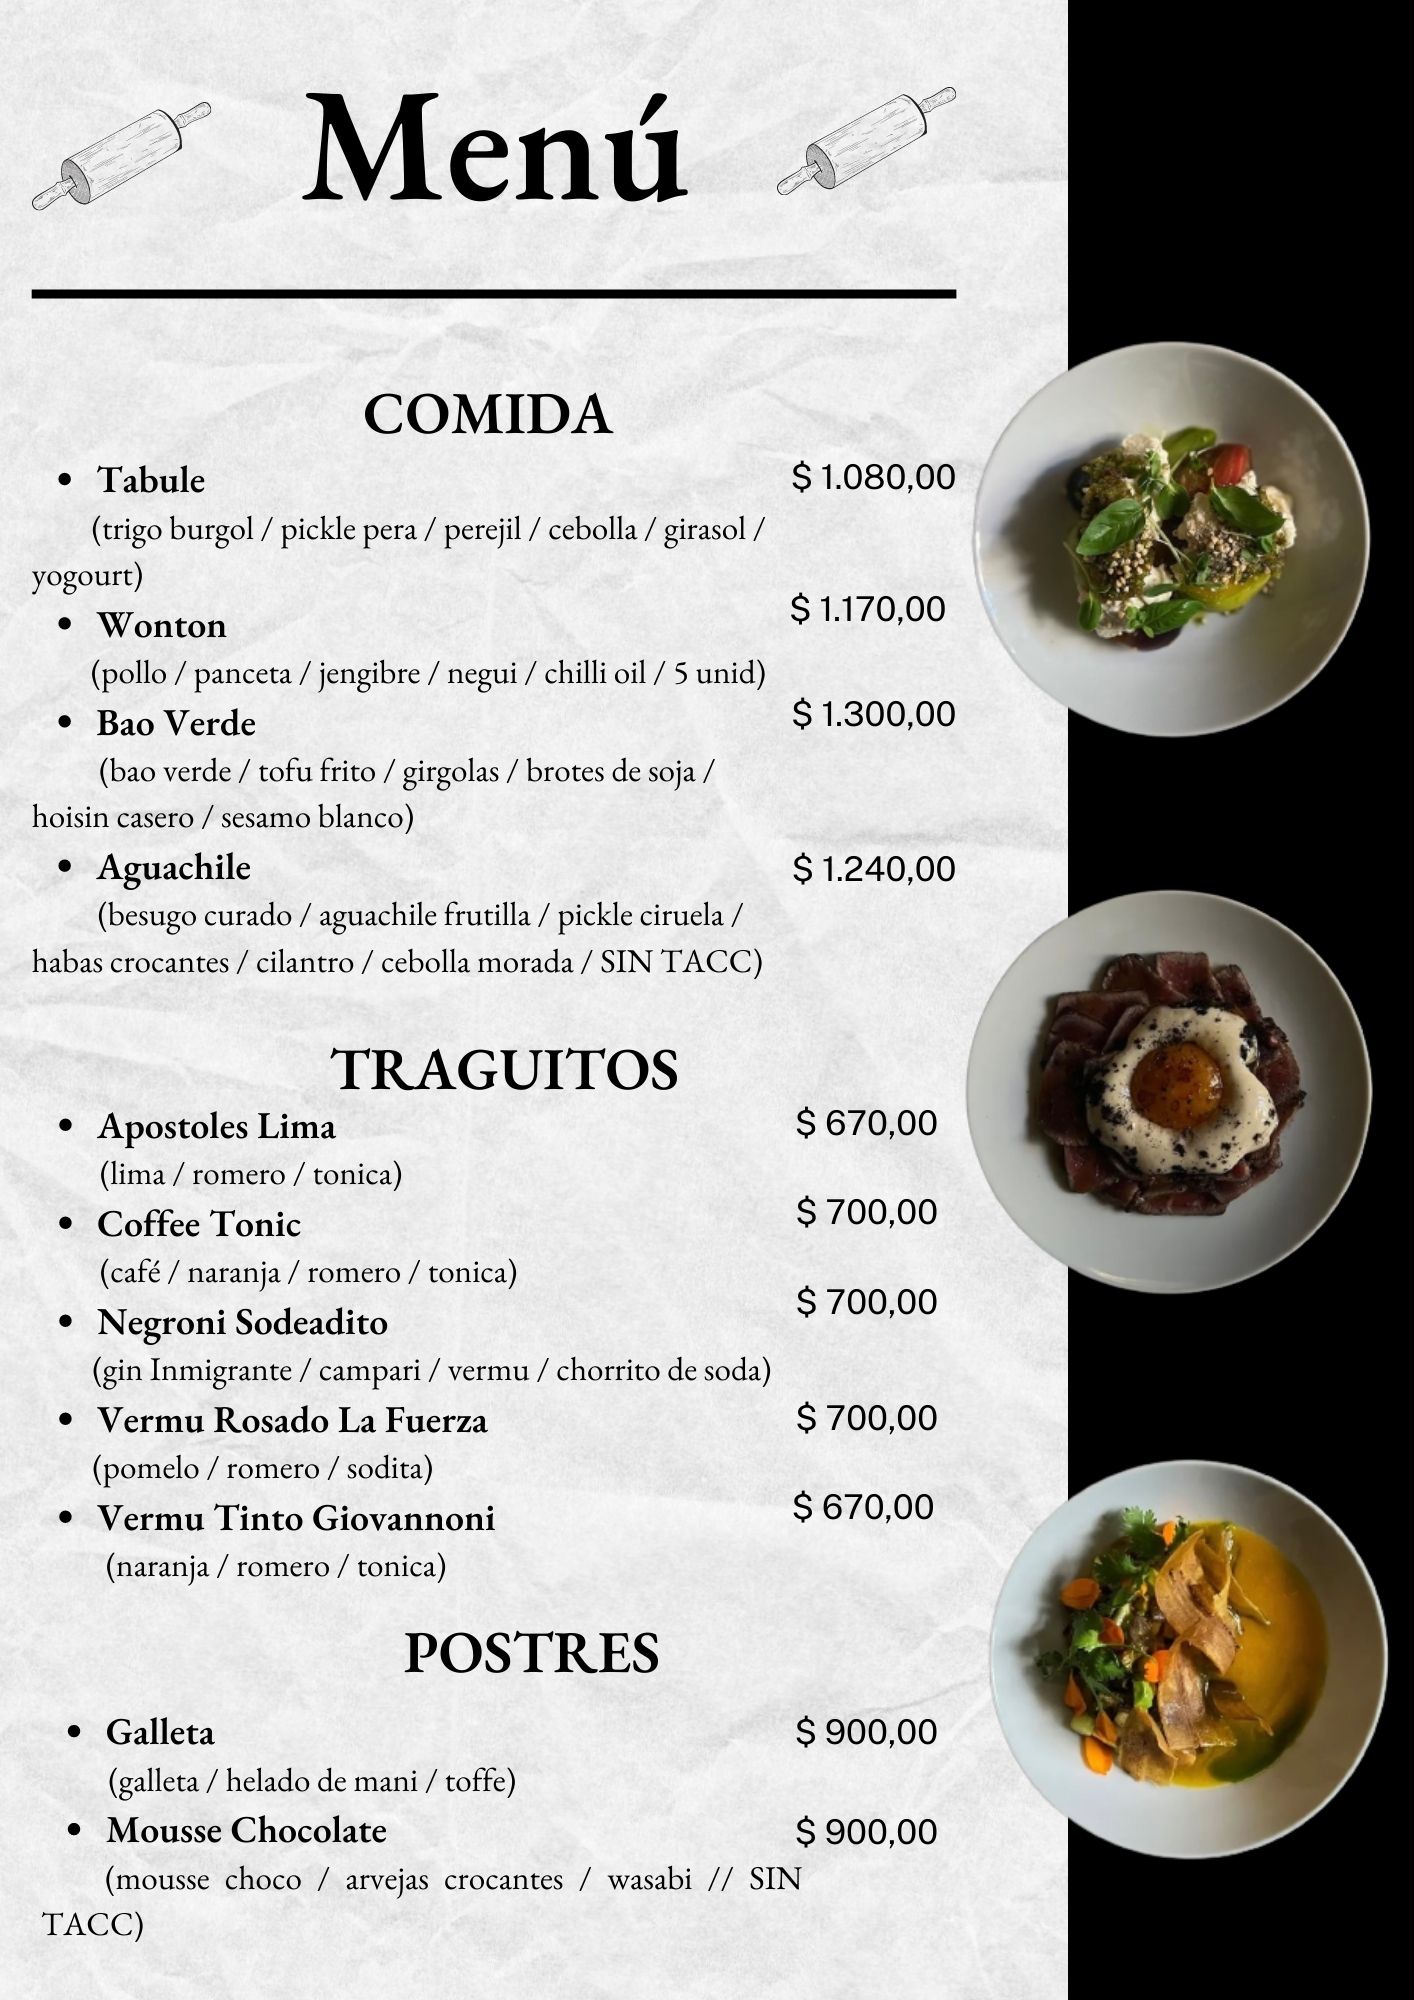 Menú
COMIDA
Tabule $ 1.080,00
(trigo burgol / pickle pera / perejil / cebolla / girasol /
yogourt)
Wonton $ 1.170,00
(pollo / panceta / jengibre / negui / chilli oil / 5 unid)
Bao Verde $ 1.300,00
(bao verde / tofu frito / girgolas / brotes de soja /
hoisin casero / sesamo blanco)
Aguachile $ 1.240,00
(besugo curado / aguachile frutilla / pickle ciruela /
habas crocantes / cilantro / cebolla morada / SIN TACC)
TRAGUITOS
Apostoles Lima $ 670,00
(lima / romero / tonica)
Coffee Tonic $ 700,00
(café / naranja / romero / tonica)
Negroni Sodeadito $ 700,00
(gin Inmigrante / campari / vermu / chorrito de soda)
Vermu Rosado La Fuerza $ 700,00
(pomelo / romero / sodita)
Vermu Tinto Giovannoni $ 670,00
(naranja / romero / tonica)
POSTRES
Galleta $ 900,00
(galleta / helado de mani / toffe)
Mousse Chocolate $ 900,00
(mousse choco / arvejas crocantes / wasabi // SIN
TACC)